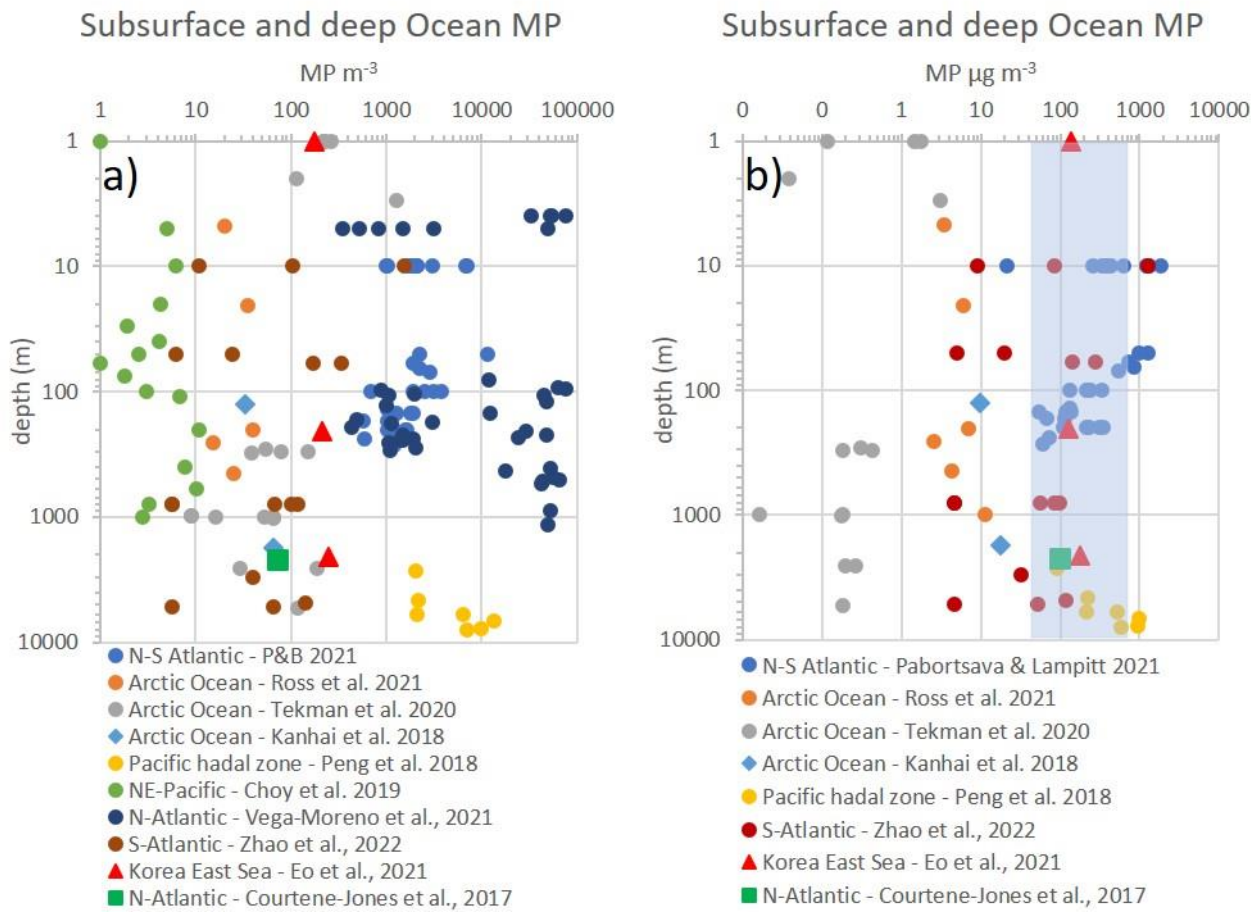 Subsurface and deep Ocean MP
MP m-3
1 10 100 1000 10000 100000
1
10
100
1000
10000
depth (m)
a)
N-S Atlantic - P&B 2021
Arctic Ocean - Ross et al. 2021
Arctic Ocean - Tekman et al. 2020
Arctic Ocean - Kanhai et al. 2018
Pacific hadal zone - Peng et al. 2018
NE-Pacific - Choy et al. 2019
N-Atlantic - Vega-Moreno et al., 2021
S-Atlantic - Zhao et al., 2022
Korea East Sea - Eo et al., 2021
N-Atlantic - Courtene-Jones et al., 2017
Subsurface and deep Ocean MP
MP µg m-3
0 0 1 10 100 1000 10000
1
10
100
1000
10000
depth (m)
b)
N-S Atlantic - Pabortsava & Lampitt 2021
Arctic Ocean - Ross et al. 2021
Arctic Ocean - Tekman et al. 2020
Arctic Ocean - Kanhai et al. 2018
Pacific hadal zone - Peng et al. 2018
S-Atlantic - Zhao et al., 2022
Korea East Sea - Eo et al., 2021
N-Atlantic - Courtene-Jones et al., 2017